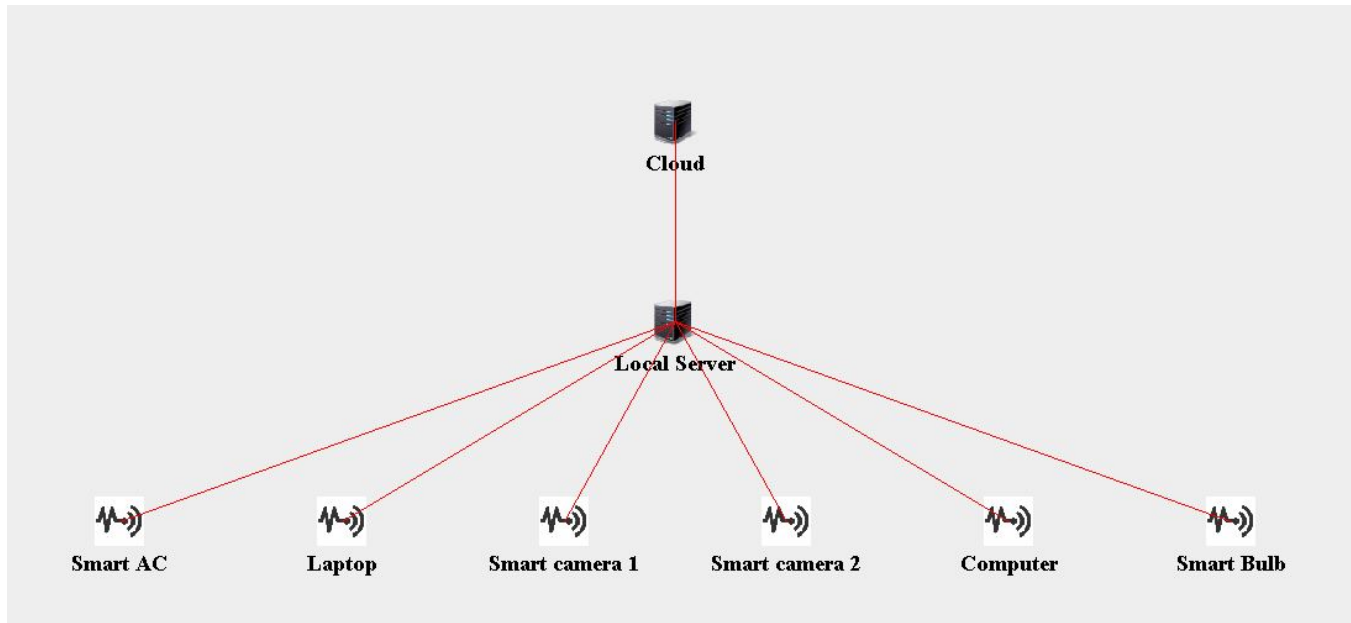 Cloud
Local Server
Smart AC
Laptop
Smart camera 1
Smart camera 2
Computer
Smart Bulb